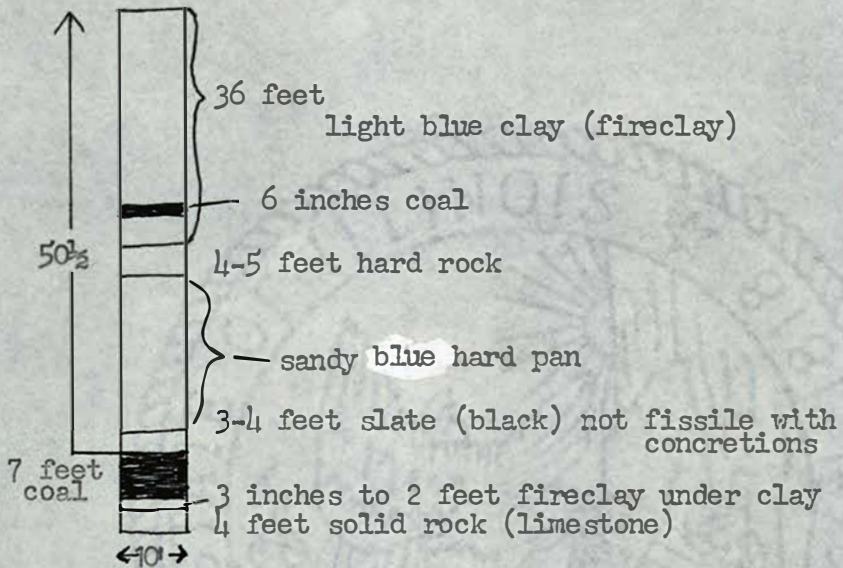 36 feet
light blue clay (fireclay)
6 inches coal
50½
4-5 feet hard rock
sandy blue hard pan
3-4 feet slate (black) not fissile with
concretions
7 feet
coal
3 inches to 2 feet fireclay under clay
4 feet solid rock (limestone)
10'